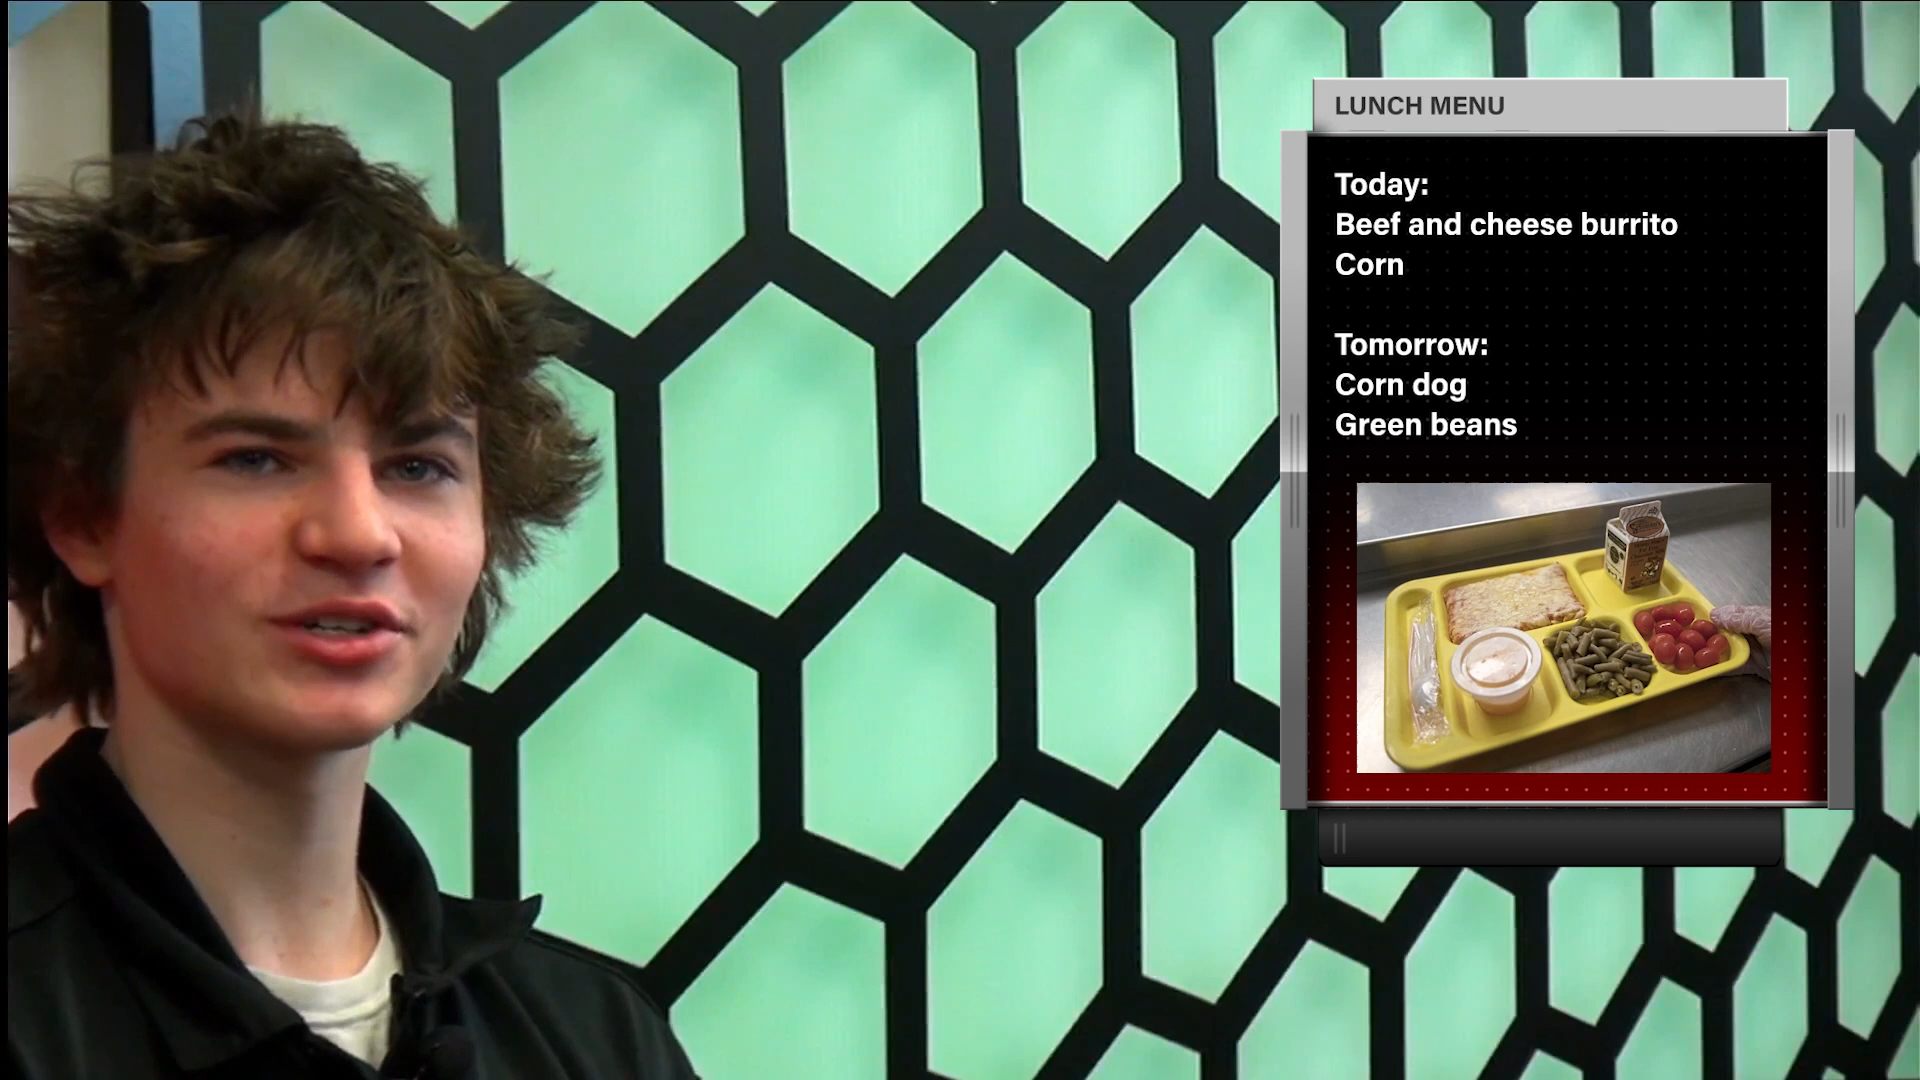 LUNCH MENU
Today:
Beef and cheese burrito
Corn
Tomorrow:
Corn dog
Green beans